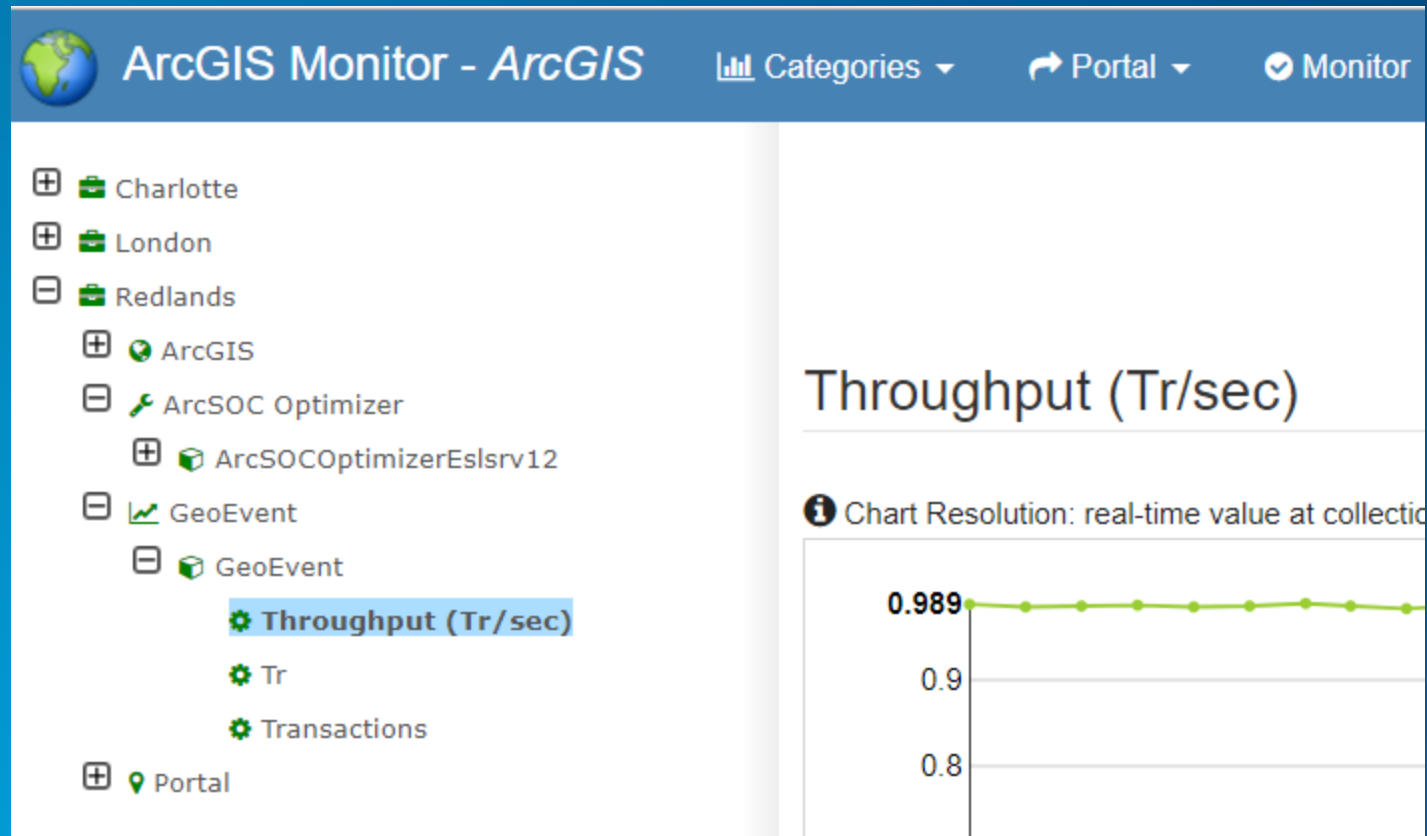 ArcGIS Monitor - ArcGIS Categories Portal Monitor
Charlotte
London
Redlands
ArcGIS
ArcSOC Optimizer
ArcSOCOptimizerEslsrv12
GeoEvent
GeoEvent
Throughput (Tr/sec)
Tr
Transactions
Portal
Throughput (Tr/sec)
Chart Resolution: real-time value at
0.989
0.9
0.8